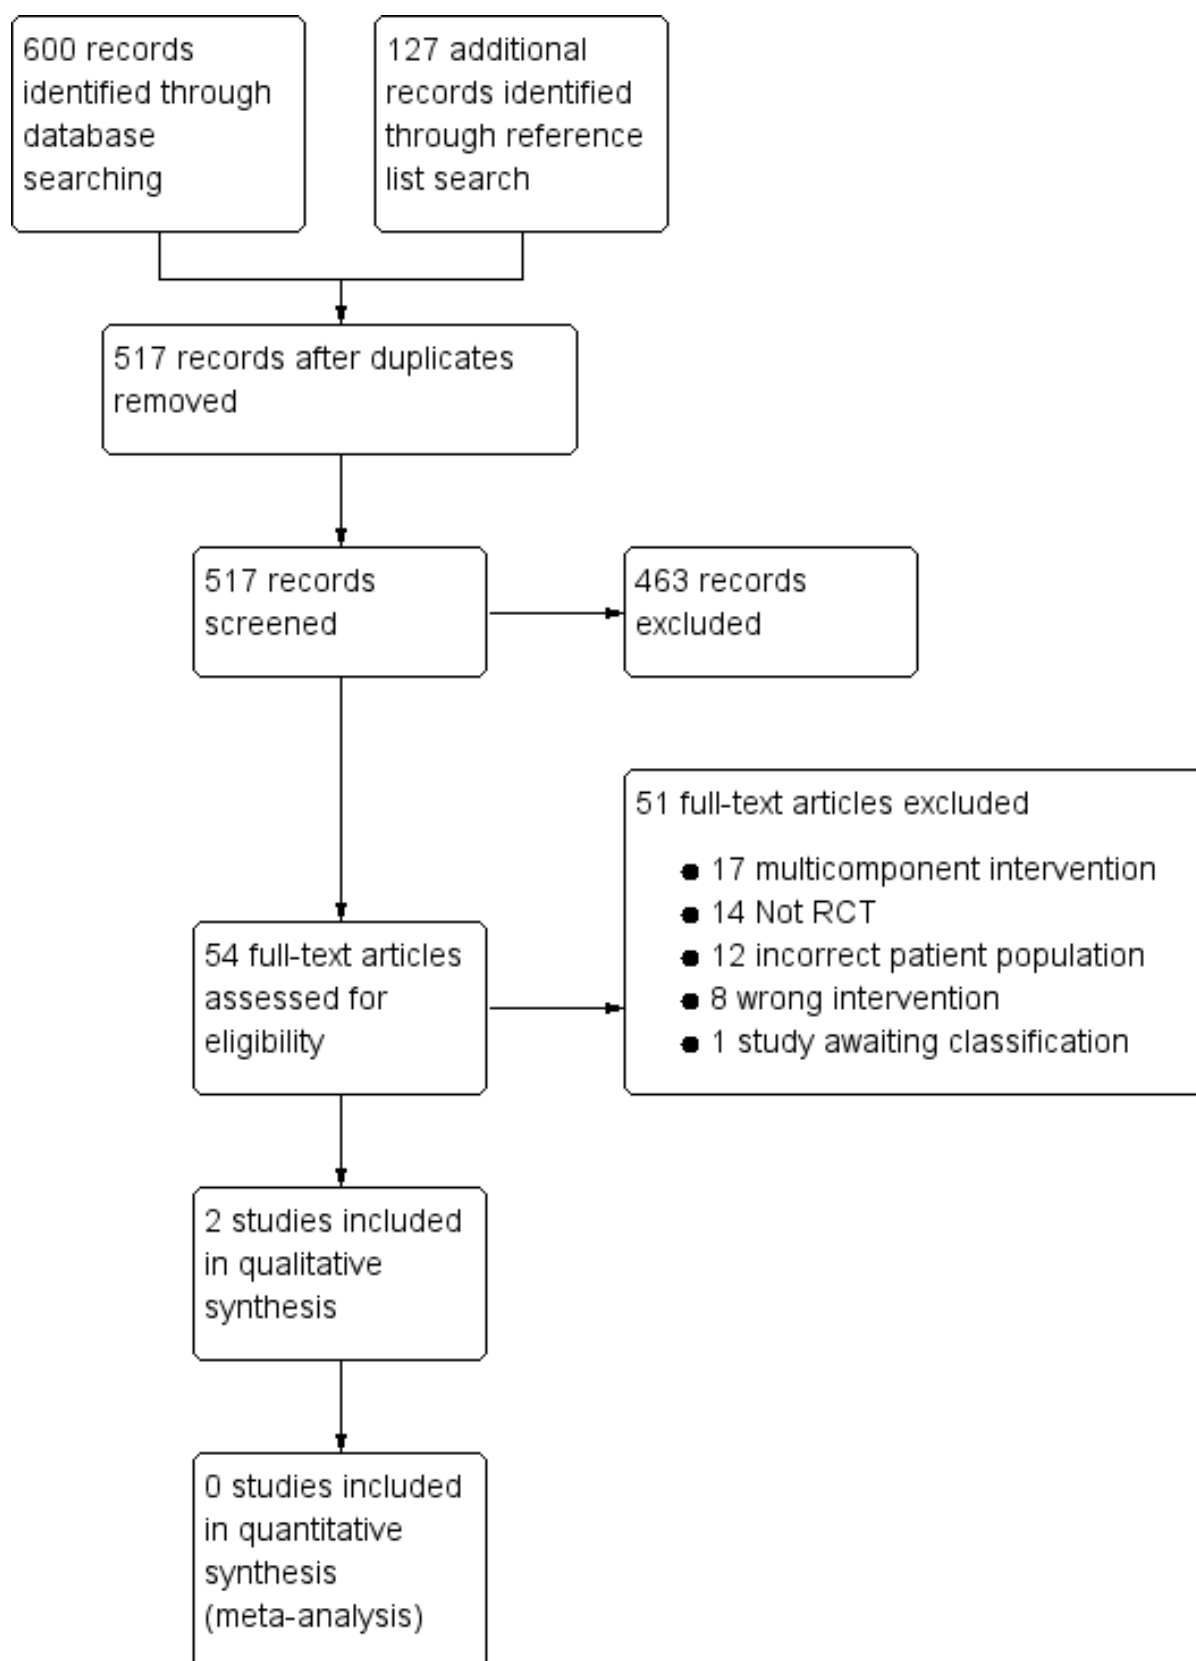 600 records
identified through
database
searching
127 additional
records identified
through reference
list search
517 records after duplicates
removed
517 records
screened
463 records
excluded
51 full-text articles excluded
● 17 multicomponent intervention
● 14 Not RCT
● 12 incorrect patient population
● 8 wrong intervention
● 1 study awaiting classification
54 full-text articles
assessed for
eligibility
2 studies included
in qualitative
synthesis
0 studies included
in quantitative
synthesis
(meta-analysis)